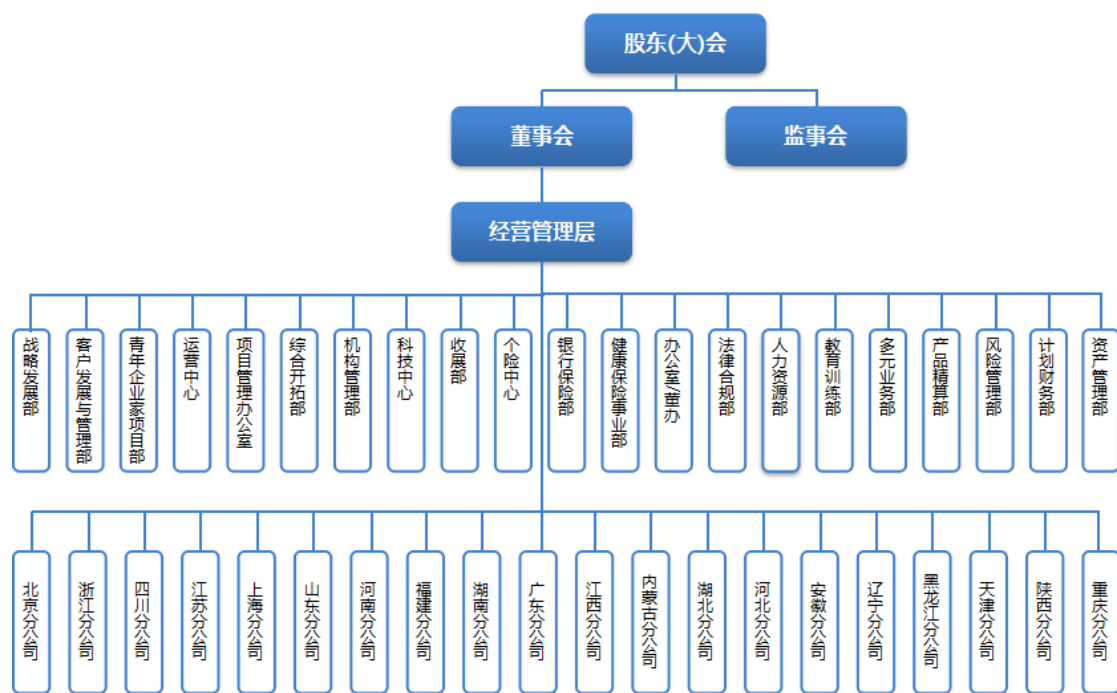 股东(大)会
董事会
监事会
经营管理层
战略发展部
客户发展与管理部
青年企业家项目部
运营中心
项目管理办公室
综合开拓部
机构管理部
科技中心
收展部
个险中心
银行保险部
健康保险事业部
办公室/董办
法律合规部
人力资源部
教育训练部
多元业务部
产品精算部
风险管理部
计划财务部
资产管理部
北京分公司
浙江分公司
四川分公司
江苏分公司
上海分公司
山东分公司
河南分公司
福建分公司
湖南分公司
广东分公司
江西分公司
内蒙古分公司
湖北分公司
河北分公司
安徽分公司
辽宁分公司
黑龙江分公司
天津分公司
陕西分公司
重庆分公司